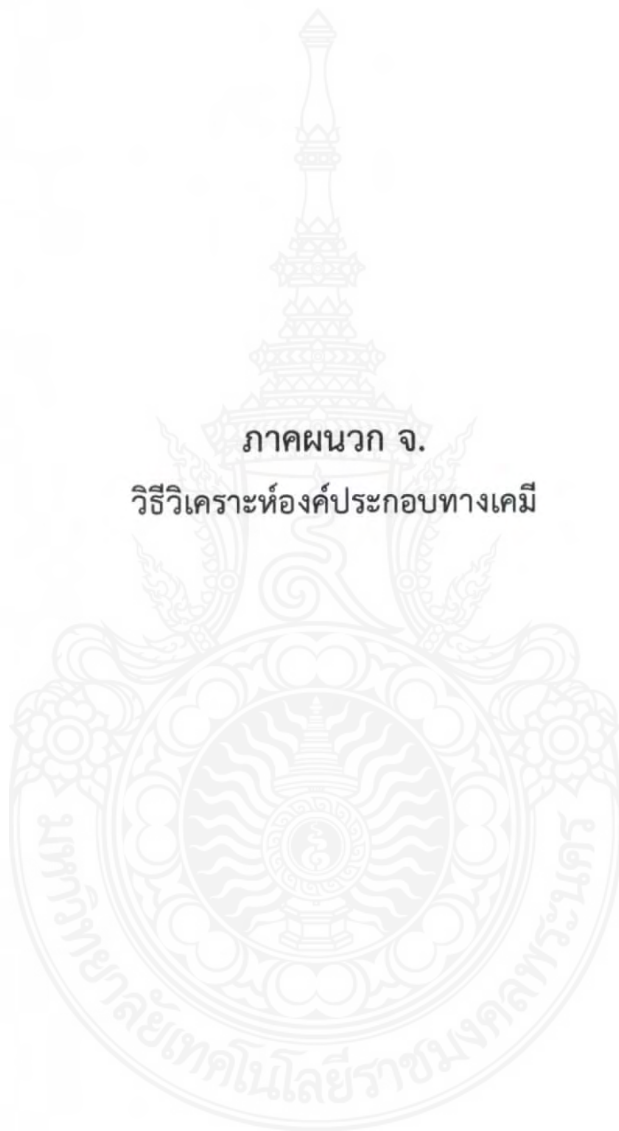 ภาคผนวก จ.
วิธีวิเคราะห์องค์ประกอบทางเคมี
มหาวิทยาลัยเทคโนโลยีราชมงคลพระนคร